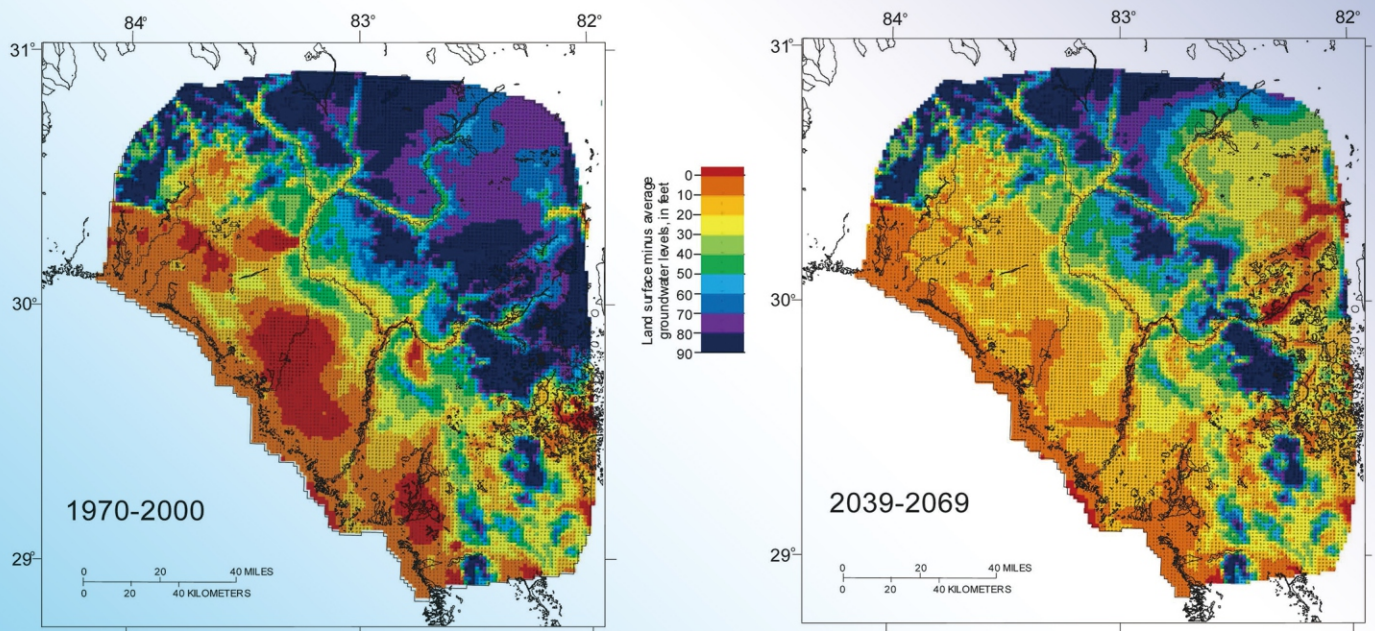 84° 83° 82°
31°
30°
29°
1970-2000
0 20 40 MILES
0 20 40 KILOMETERS
Land surface minus average
groundwater levels, in feet
0
10
20
30
40
50
60
70
80
90
84° 83° 82°
31°
30°
29°
2039-2069
0 20 40 MILES
0 20 40 KILOMETERS